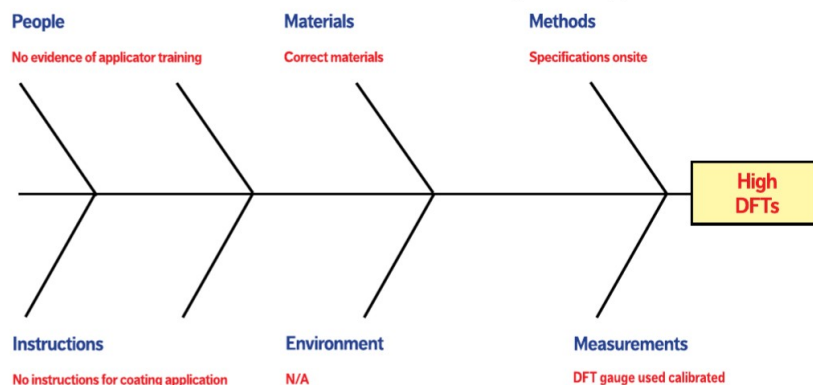 People
Materials
Methods
No evidence of applicator training
Correct materials
Specifications onsite
High
DFTs
Instructions
Environment
Measurements
No instructions for coating application
N/A
DFT gauge used calibrated